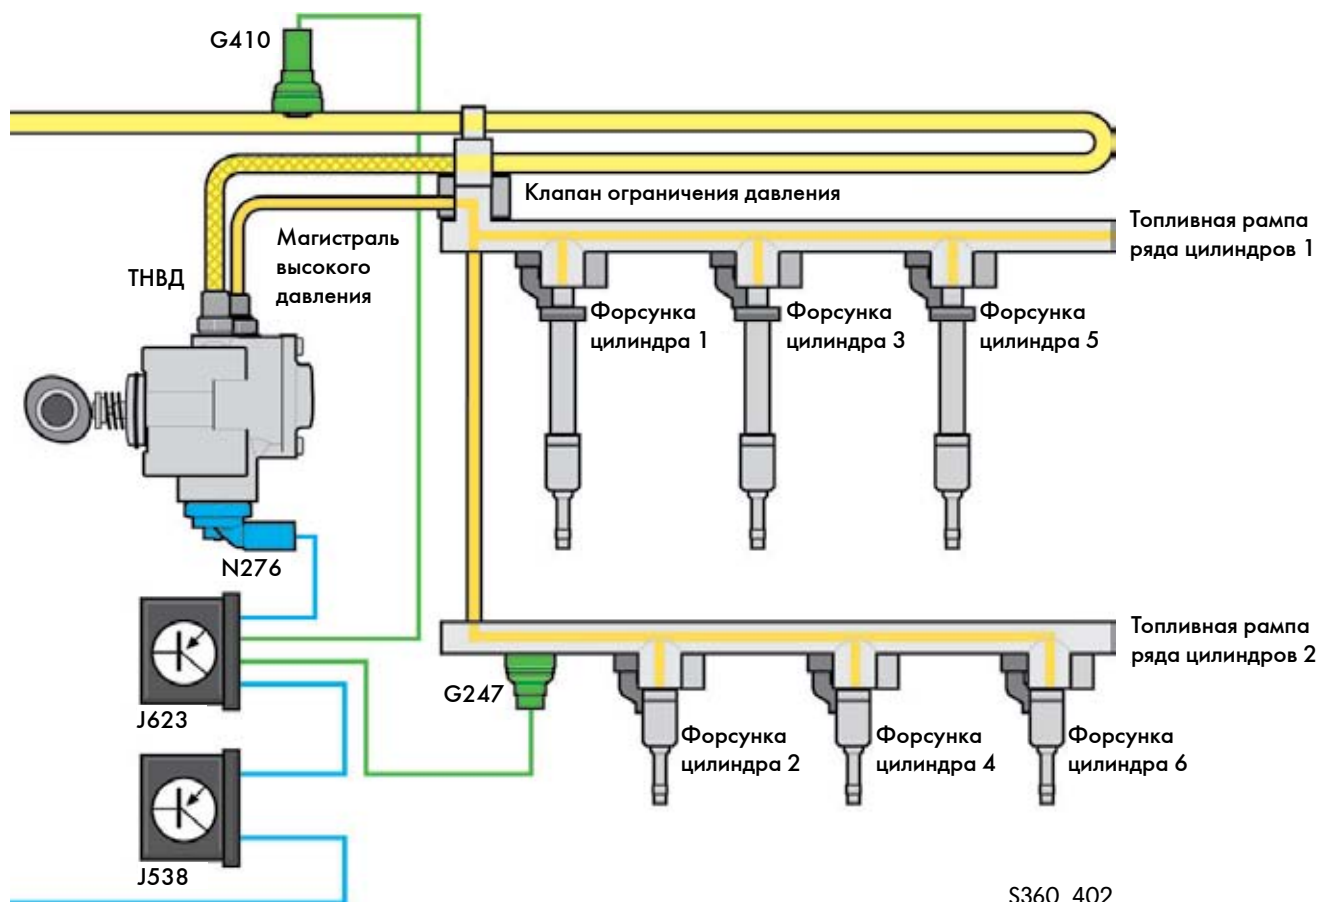 G410
Клапан ограничения давления
Топливная рампа
ряда цилиндров 1
Магистраль
высокого
давления
ТНВД
Форсунка
цилиндра 1
Форсунка
цилиндра 3
Форсунка
цилиндра 5
N276
J623
G247
Топливная рампа
ряда цилиндров 2
Форсунка
цилиндра 2
Форсунка
цилиндра 4
Форсунка
цилиндра 6
J538
S360_402